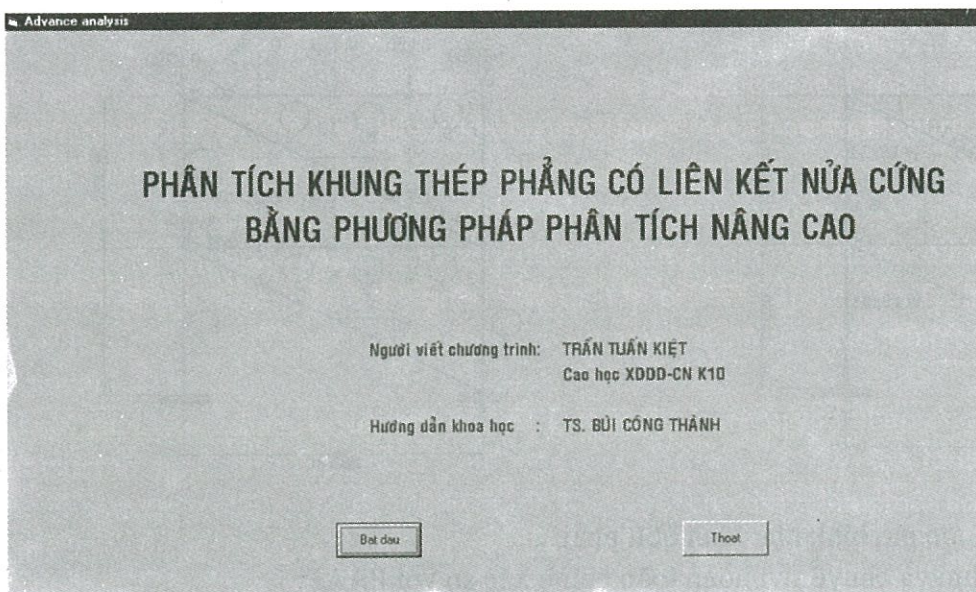 Advance analysis
PHÂN TÍCH KHUNG THÉP PHẲNG CÓ LIÊN KẾT NỬA CỨNG
BẰNG PHƯƠNG PHÁP PHÂN TÍCH NÂNG CAO
Người viết chương trình: TRẦN TUẤN KIỆT
Cao học XDDD-CN K10
Hướng dẫn khoa học : TS. BÙI CÔNG THÀNH
Bat dau
Thoat